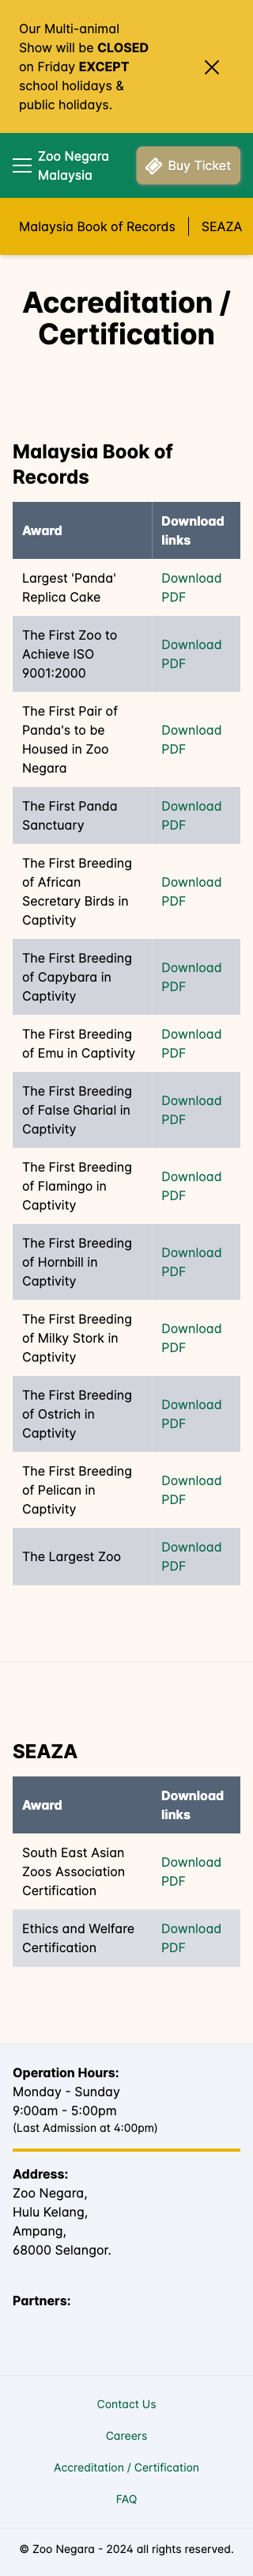 Our Multi-animal
Show will be CLOSED
on Friday EXCEPT
school holidays &
public holidays.
Zoo Negara
Malaysia
Buy Ticket
Malaysia Book of Records
SEAZA
Accreditation /
Certification
Malaysia Book of
Records
Award
Download
links
Largest 'Panda'
Replica Cake
Download
PDF
The First Zoo to
Achieve ISO
9001:2000
Download
PDF
The First Pair of
Panda's to be
Housed in Zoo
Negara
Download
PDF
The First Panda
Sanctuary
Download
PDF
The First Breeding
of African
Secretary Birds in
Captivity
Download
PDF
The First Breeding
of Capybara in
Captivity
Download
PDF
The First Breeding
of Emu in Captivity
Download
PDF
The First Breeding
of False Gharial in
Captivity
Download
PDF
The First Breeding
of Flamingo in
Captivity
Download
PDF
The First Breeding
of Hornbill in
Captivity
Download
PDF
The First Breeding
of Milky Stork in
Captivity
Download
PDF
The First Breeding
of Ostrich in
Captivity
Download
PDF
The First Breeding
of Pelican in
Captivity
Download
PDF
The Largest Zoo
Download
PDF
SEAZA
Award
Download
links
South East Asian
Zoos Association
Certification
Download
PDF
Ethics and Welfare
Certification
Download
PDF
Operation Hours:
Monday - Sunday
9:00am - 5:00pm
(Last Admission at 4:00pm)
Address:
Zoo Negara,
Hulu Kelang,
Ampang,
68000 Selangor.
Partners:
Contact Us
Careers
Accreditation / Certification
FAQ
© Zoo Negara - 2024 all rights reserved.